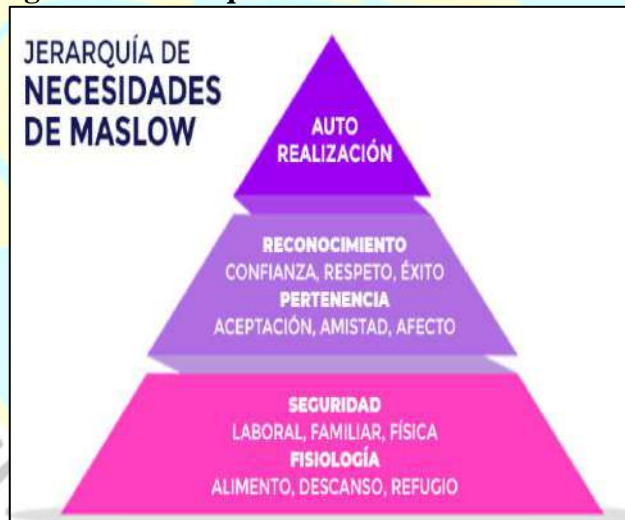 JERARQUÍA DE
NECESIDADES
DE MASLOW
AUTO
REALIZACIÓN
RECONOCIMIENTO
CONFIANZA, RESPETO, ÉXITO
PERTENENCIA
ACEPTACIÓN, AMISTAD, AFECTO
SEGURIDAD
LABORAL, FAMILIAR, FÍSICA
FISIOLOGÍA
ALIMENTO, DESCANSO, REFUGIO